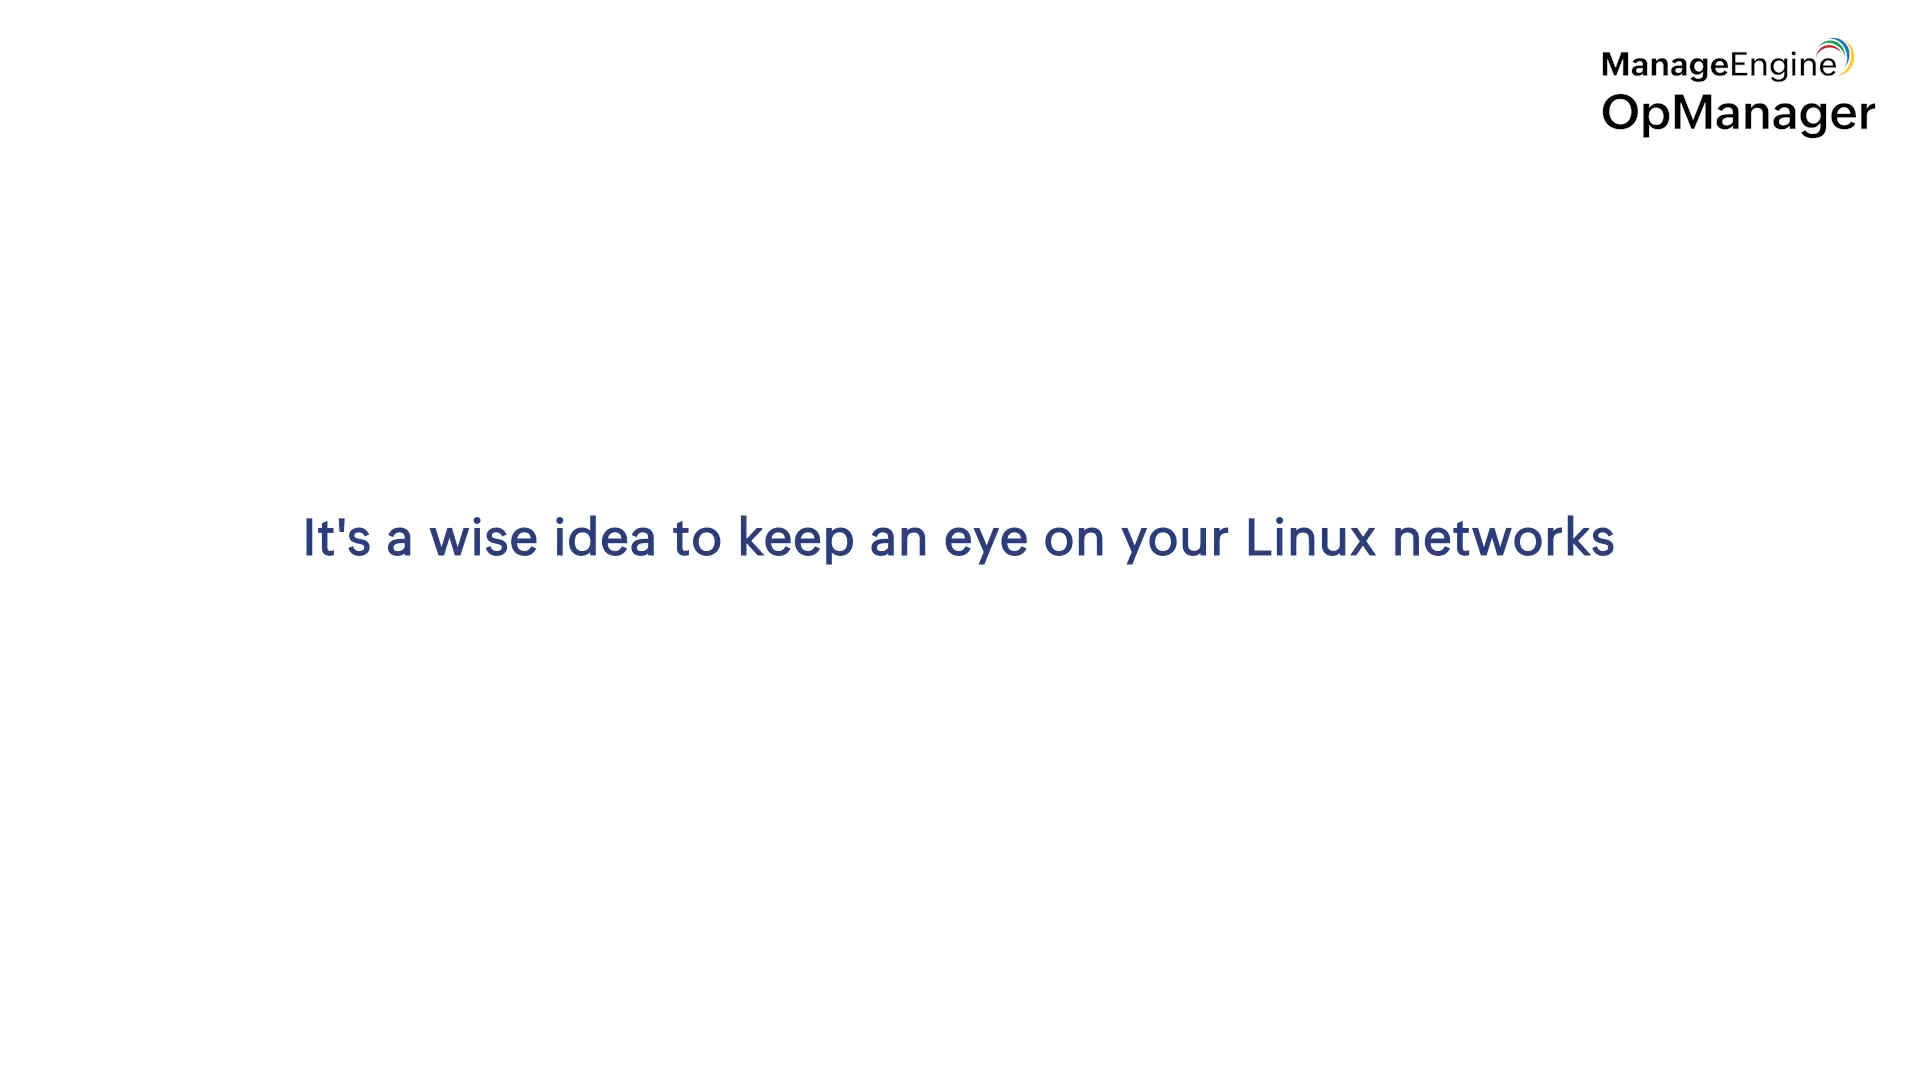 ManageEngine
OpManager
It's a wise idea to keep an eye on your Linux networks